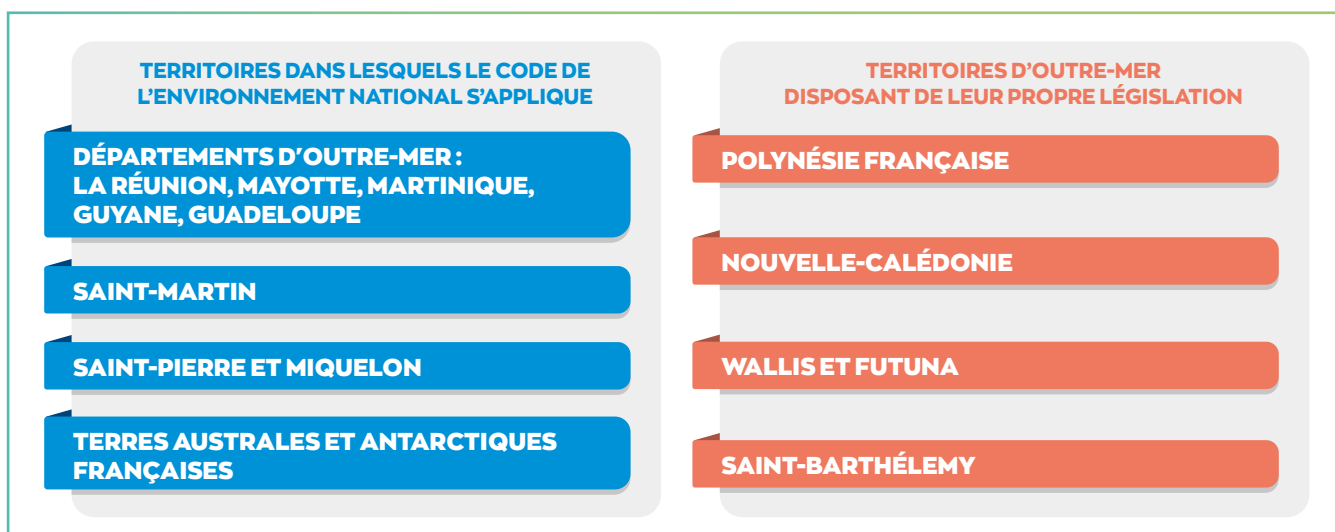 TERRITOIRES DANS LESQUELS LE CODE DE
L'ENVIRONNEMENT NATIONAL S'APPLIQUE
DÉPARTEMENTS D'OUTRE-MER :
LA RÉUNION, MAYOTTE, MARTINIQUE,
GUYANE, GUADELOUPE
SAINT-MARTIN
SAINT-PIERRE ET MIQUELON
TERRES AUSTRALES ET ANTARCTIQUES
FRANÇAISES
TERRITOIRES D'OUTRE-MER
DISPOSANT DE LEUR PROPRE LÉGISLATION
POLYNÉSIE FRANÇAISE
NOUVELLE-CALÉDONIE
WALLIS ET FUTUNA
SAINT-BARTHÉLEMY